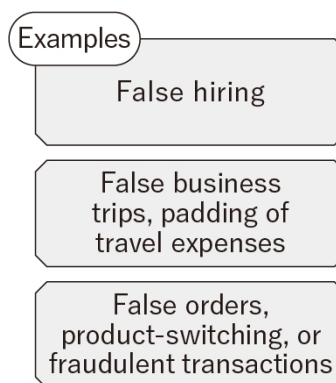 Examples
False hiring
False business
trips, padding of
travel expenses
False orders,
product-switching, or
fraudulent transactions